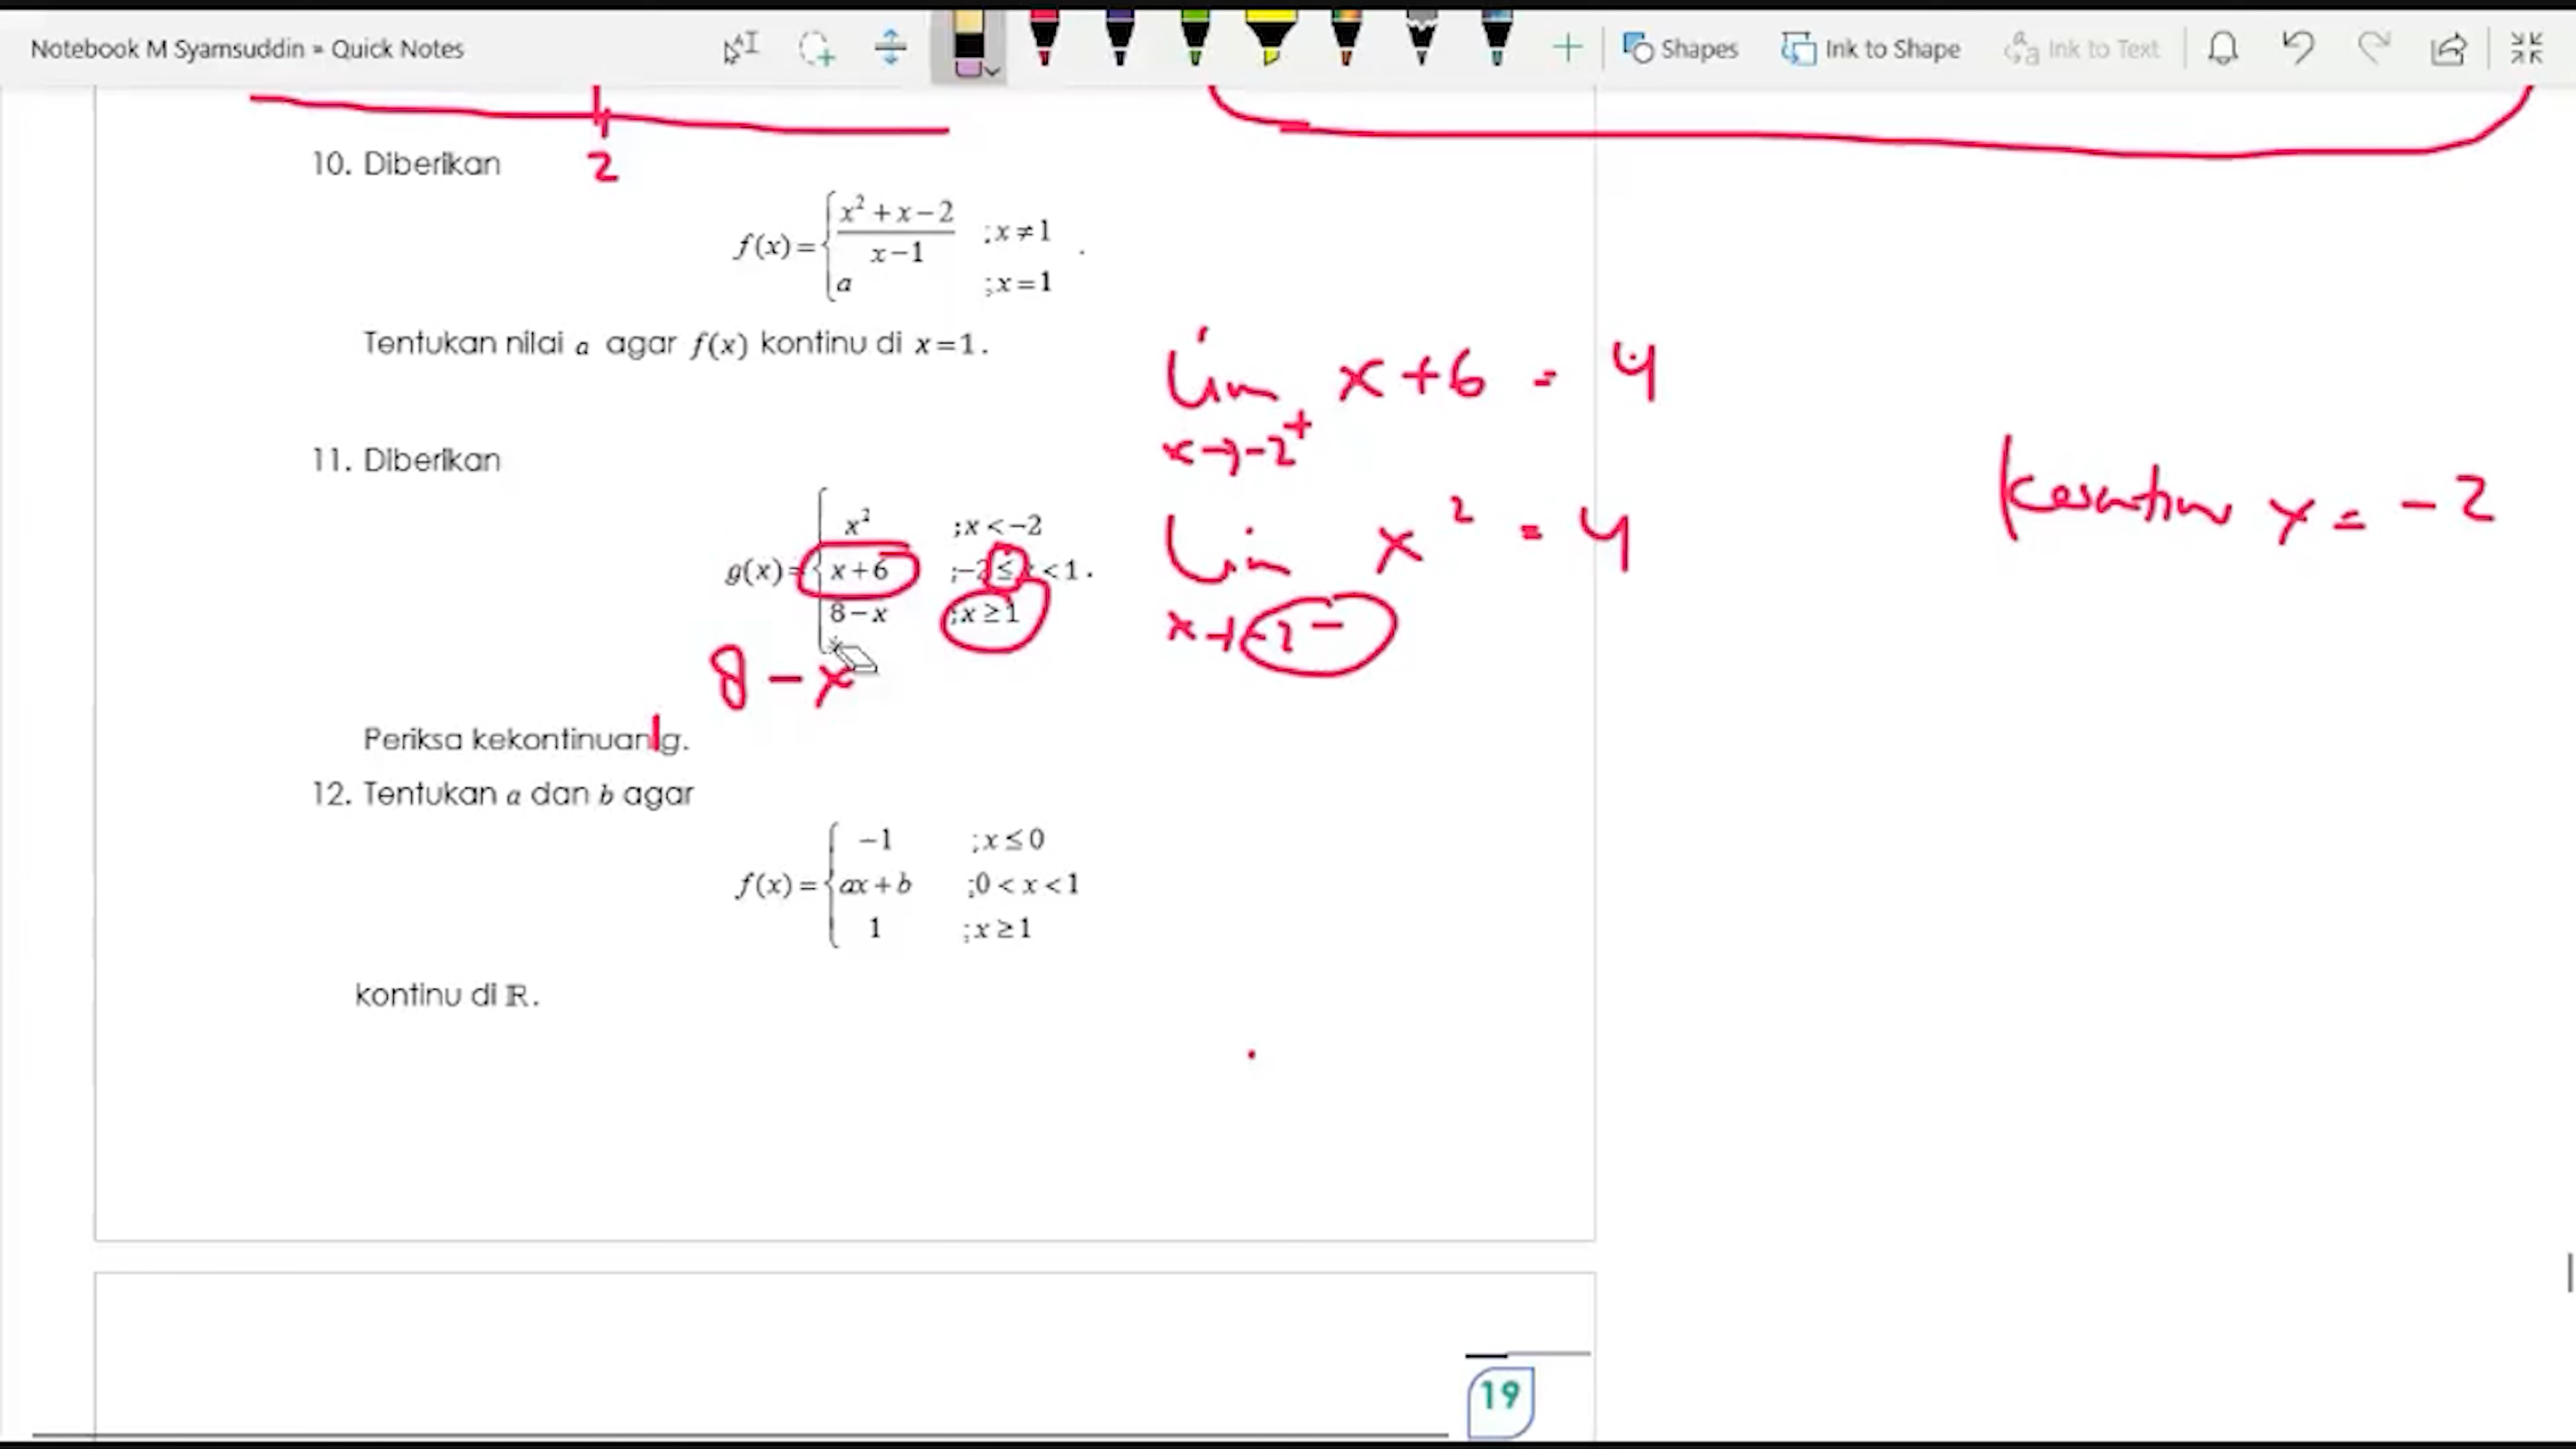 Notebook M Syamsuddin » Quick Notes
Shapes
Ink to Shape
Ink to Text
2
10. Diberikan
f(x) = { x² + x − 2 / x − 1 ; x ≠ 1 .
a ; x = 1
Tentukan nilai a agar f(x) kontinu di x = 1.
lim x + 6 = 4
x → -2⁺
11. Diberikan
x² ; x < −2
g(x) = { x + 6 ; −2 ≤ < 1 .
8 − x ; x ≥ 1
lim x² = 4
x → -2 −
x = -2
8 − x
Periksa kekontinuan g.
12. Tentukan a dan b agar
−1 ; x ≤ 0
f(x) = { ax + b ; 0 < x < 1
1 ; x ≥ 1
kontinu di ℝ.
19